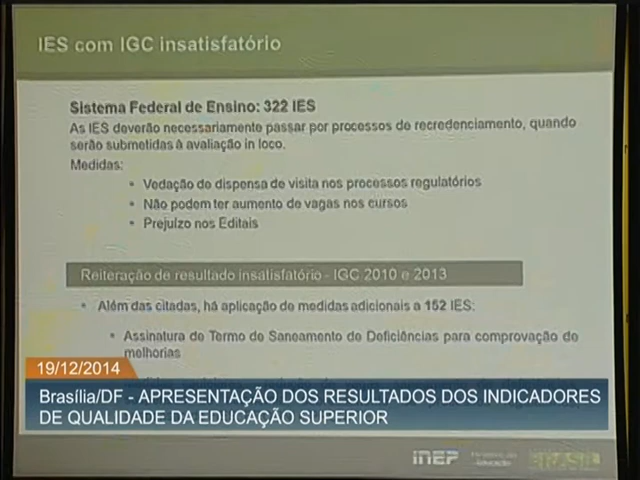 IES com IGC insatisfatório
Sistema Federal de Ensino: 322 IES
As IES deverão necessariamente passar por processos de recredenciamento, quando
serão submetidas à avaliação in loco.
Medidas:
• Vedação de dispensa de visita nos processos regulatórios
• Não podem ter aumento de vagas nos cursos
• Prejuízo nos Editais
Reiteração de resultado insatisfatório - IGC 2010 e 2013
• Além das citadas, há aplicação de medidas adicionais a 152 IES:
• Assinatura de Termo de Saneamento de Deficiências para comprovação de
melhorias
19/12/2014
Brasília/DF - APRESENTAÇÃO DOS RESULTADOS DOS INDICADORES
DE QUALIDADE DA EDUCAÇÃO SUPERIOR
INEP
Ministério da
Educação
BRASIL